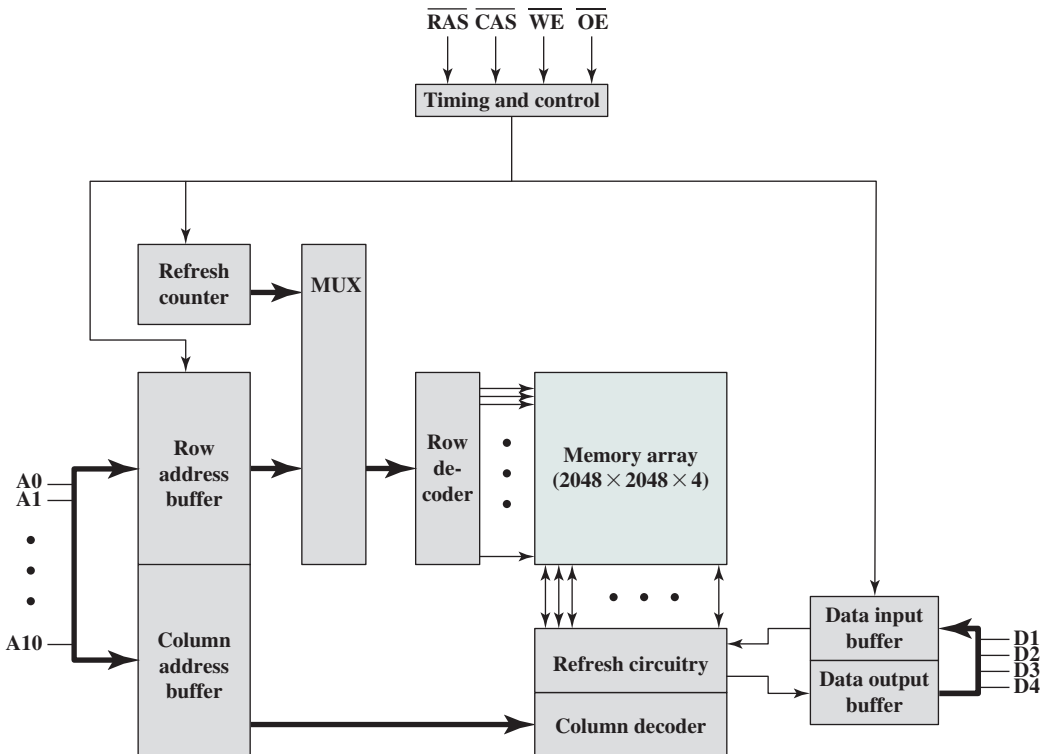 RAS CAS WE OE
Timing and control
Refresh
counter
MUX
Row
address
buffer
Row
de-
coder
Memory array
(2048 × 2048 × 4)
A0
A1
A10
Column
address
buffer
Refresh circuitry
Column decoder
Data input
buffer
Data output
buffer
D1
D2
D3
D4